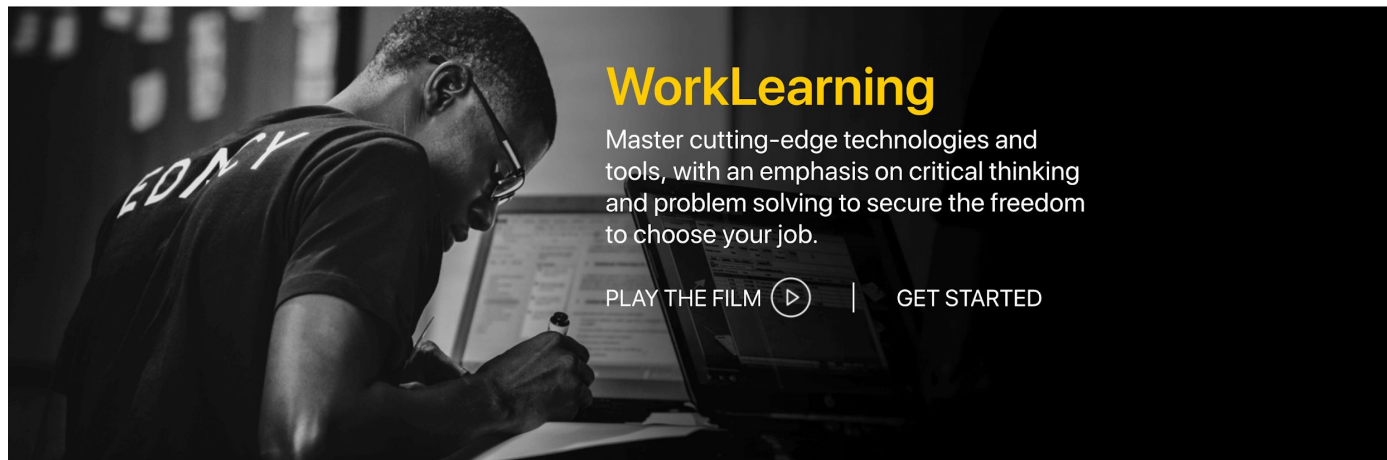 WorkLearning
Master cutting-edge technologies and
tools, with an emphasis on critical thinking
and problem solving to secure the freedom
to choose your job.
PLAY THE FILM | GET STARTED